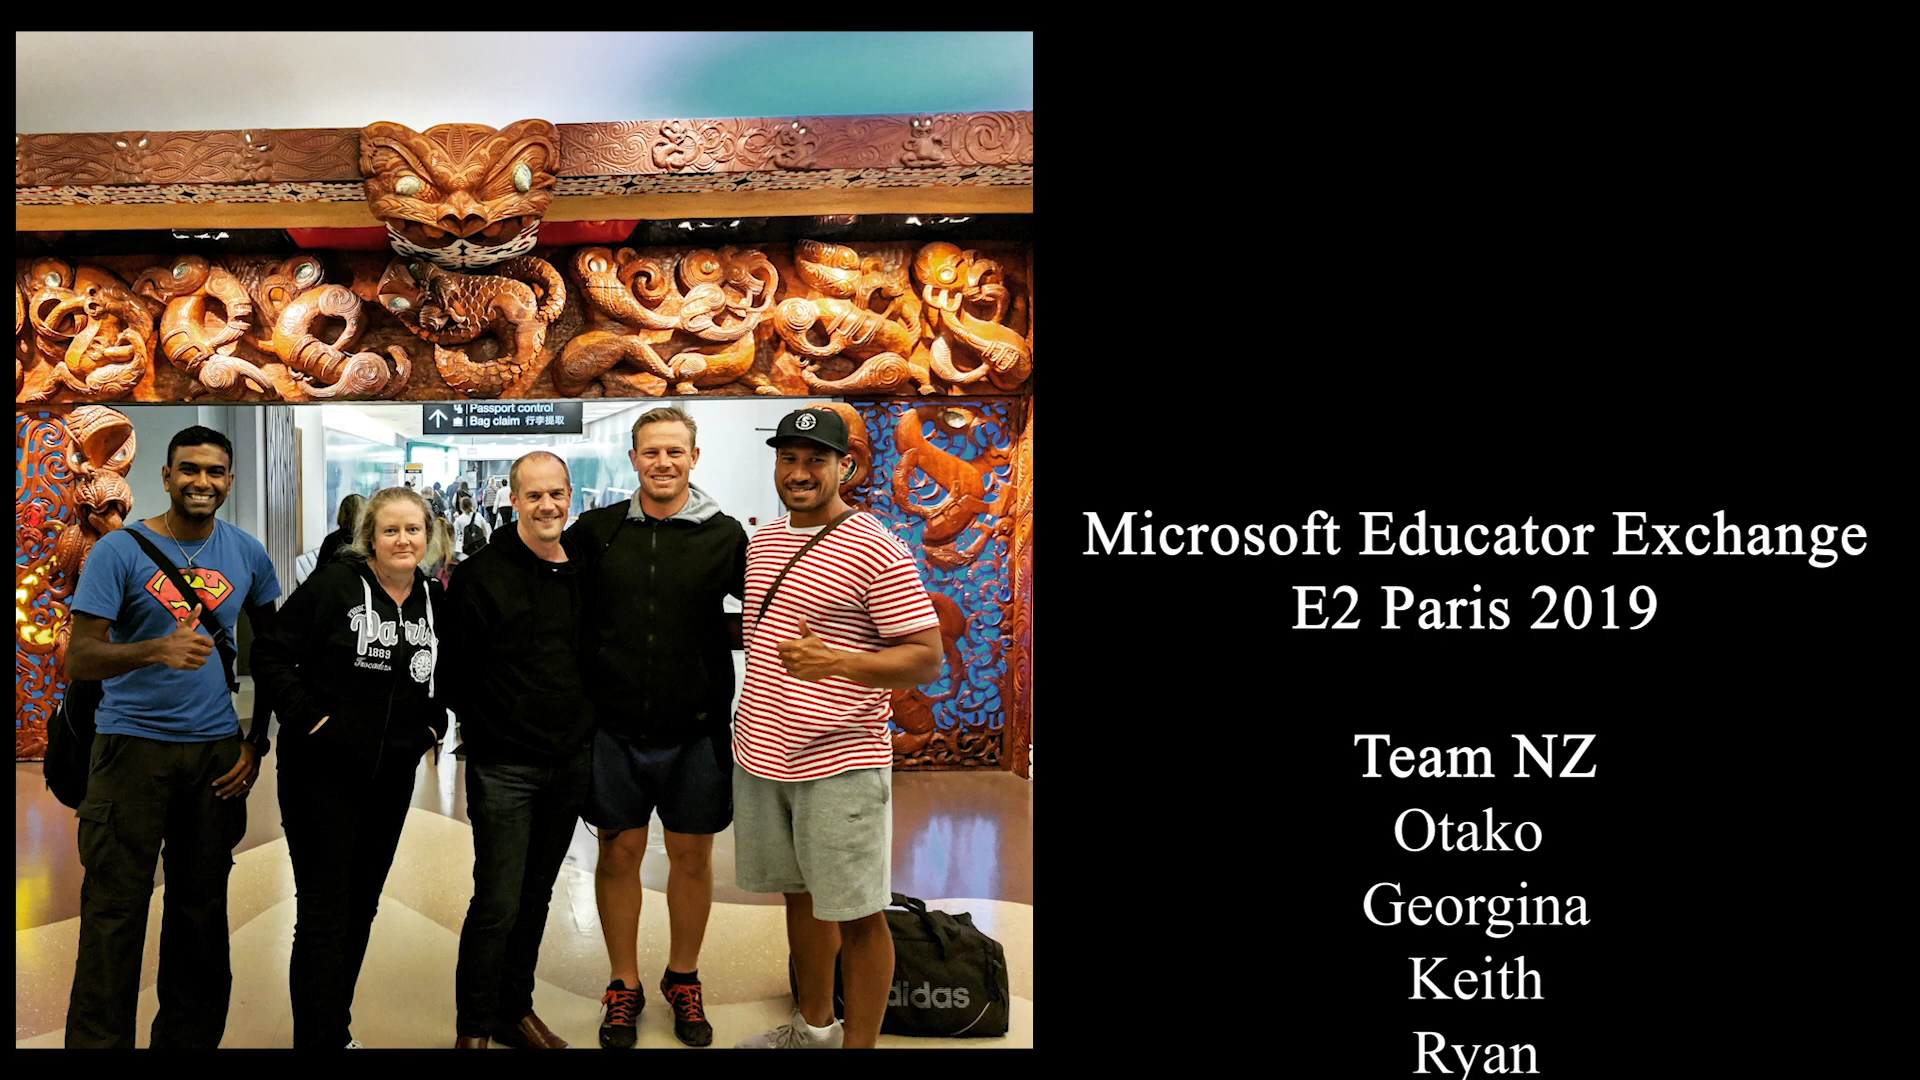 Passport control
Bag claim 行李提取
Paris
1889
adidas
Microsoft Educator Exchange
E2 Paris 2019
Team NZ
Otako
Georgina
Keith
Ryan